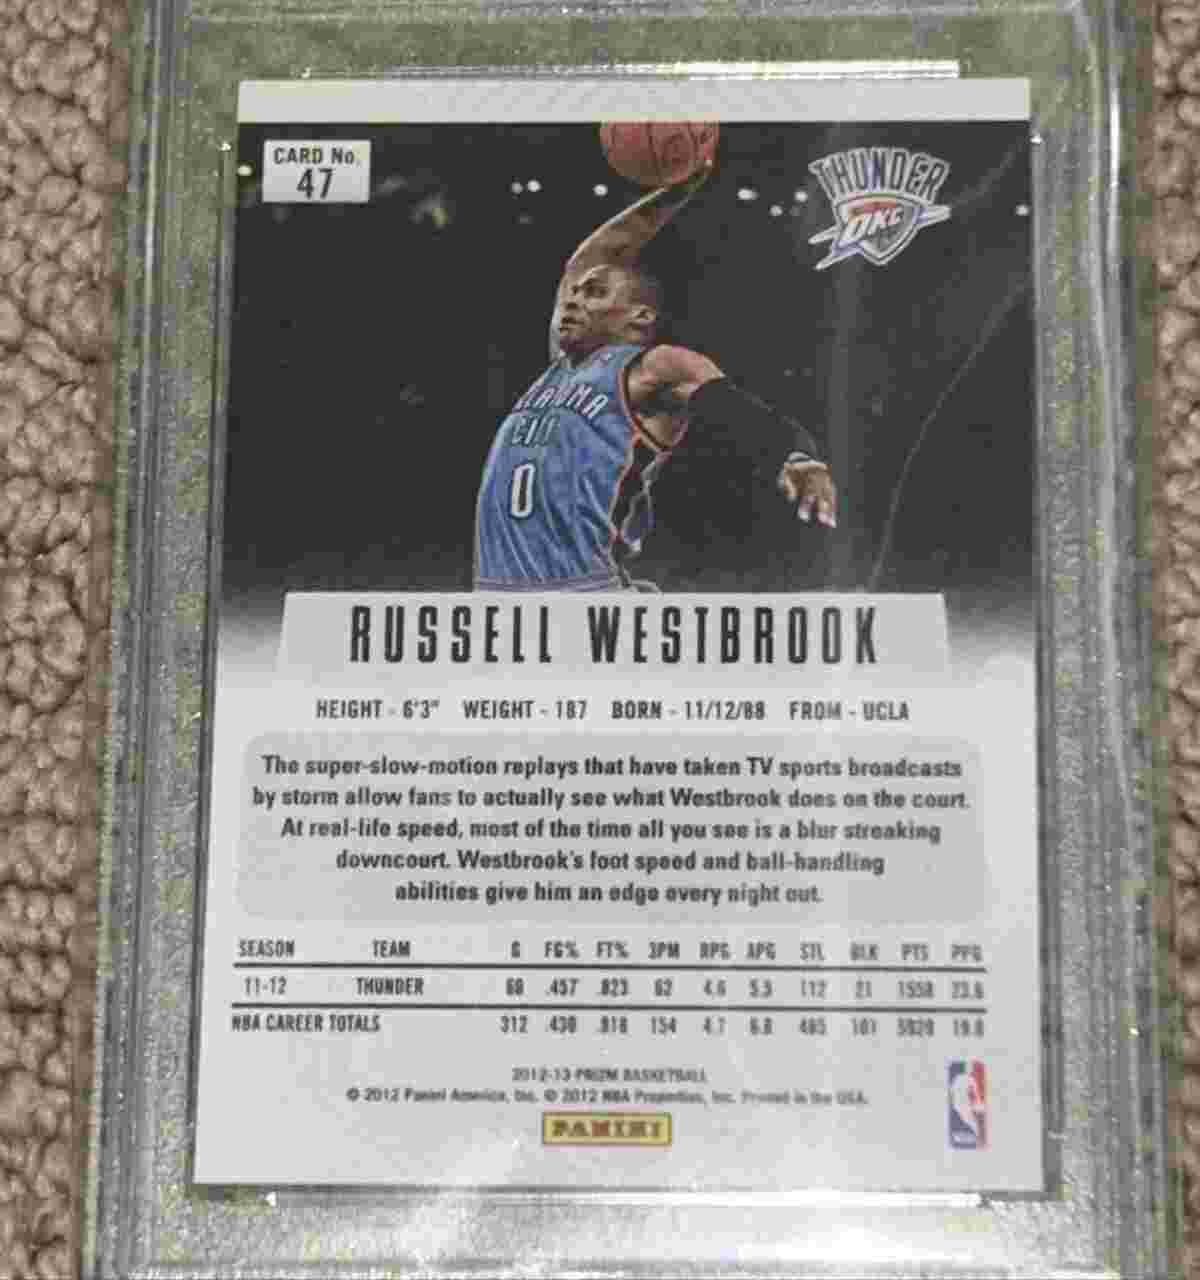 CARD No.
47
THUNDER
OKC
OKLAHOMA
CITY
0
RUSSELL WESTBROOK
HEIGHT - 6'3" WEIGHT - 187 BORN - 11/12/88 FROM - UCLA
The super-slow-motion replays that have taken TV sports broadcasts
by storm allow fans to actually see what Westbrook does on the court.
At real-life speed, most of the time all you see is a blur streaking
downcourt. Westbrook's foot speed and ball-handling
abilities give him an edge every night out.
SEASON TEAM G FG% FT% 3PM RPG APG STL BLK PTS PPG
11-12 THUNDER .457 .823 62 4.6 5.5 112 21 1558 23.6
NBA CAREER TOTALS 312 .430 .818 154 4.7 6.8 485 101
2012-13 PRIZM BASKETBALL
© 2012 Panini America, Inc. © 2012 NBA Properties, Inc. Printed in the USA.
PANINI